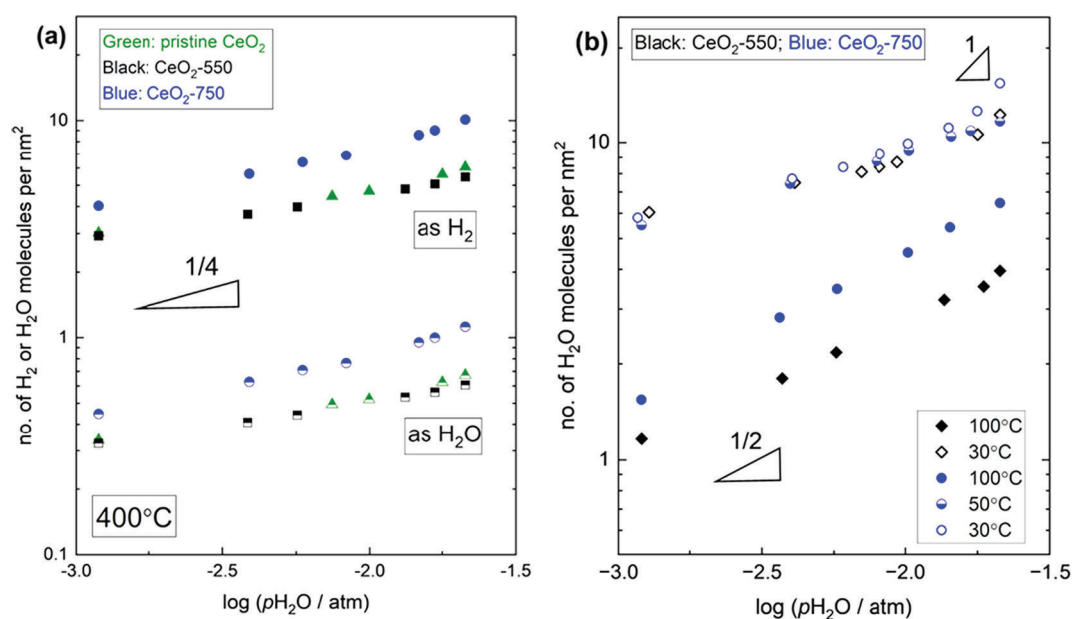 (a)
Green: pristine CeO₂
Black: CeO₂-550
Blue: CeO₂-750
10
1
0.1
no. of H₂ or H₂O molecules per nm²
as H₂
1/4
as H₂O
400°C
-3.0
-2.5
-2.0
-1.5
log (pH₂O / atm)
(b)
Black: CeO₂-550; Blue: CeO₂-750
1
10
1
no. of H₂O molecules per nm²
1/2
100°C
30°C
100°C
50°C
30°C
−3.0
−2.5
−2.0
−1.5
log (pH₂O / atm)